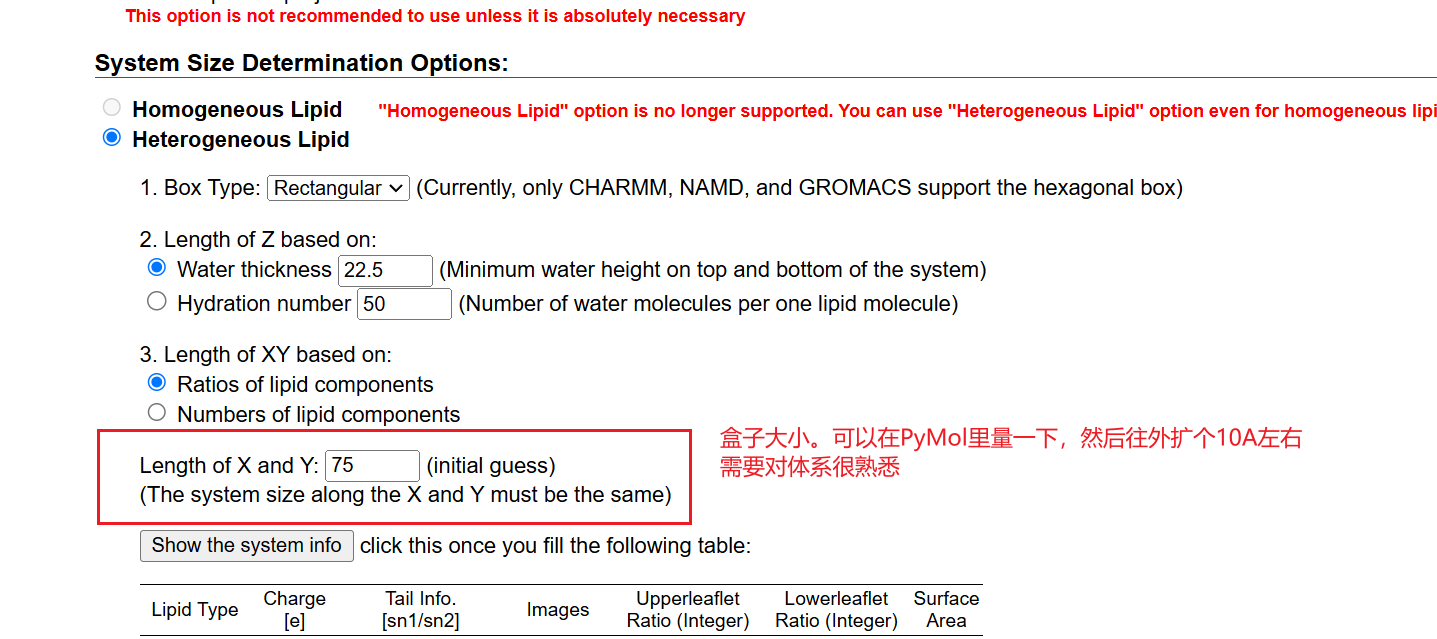 This option is not recommended to use unless it is absolutely necessary
System Size Determination Options:
Homogeneous Lipid "Homogeneous Lipid" option is no longer supported. You can use "Heterogeneous Lipid" option even for homogeneous lipi
Heterogeneous Lipid
1. Box Type: Rectangular (Currently, only CHARMM, NAMD, and GROMACS support the hexagonal box)
2. Length of Z based on:
Water thickness 22.5 (Minimum water height on top and bottom of the system)
Hydration number 50 (Number of water molecules per one lipid molecule)
3. Length of XY based on:
Ratios of lipid components
Numbers of lipid components
盒子大小。可以在PyMol里量一下，然后往外扩个10A左右
需要对体系很熟悉
Length of X and Y: 75 (initial guess)
(The system size along the X and Y must be the same)
Show the system info click this once you fill the following table:
Lipid Type Charge [e] Tail Info. [sn1/sn2] Images Upperleaflet Ratio (Integer) Lowerleaflet Ratio (Integer) Surface Area